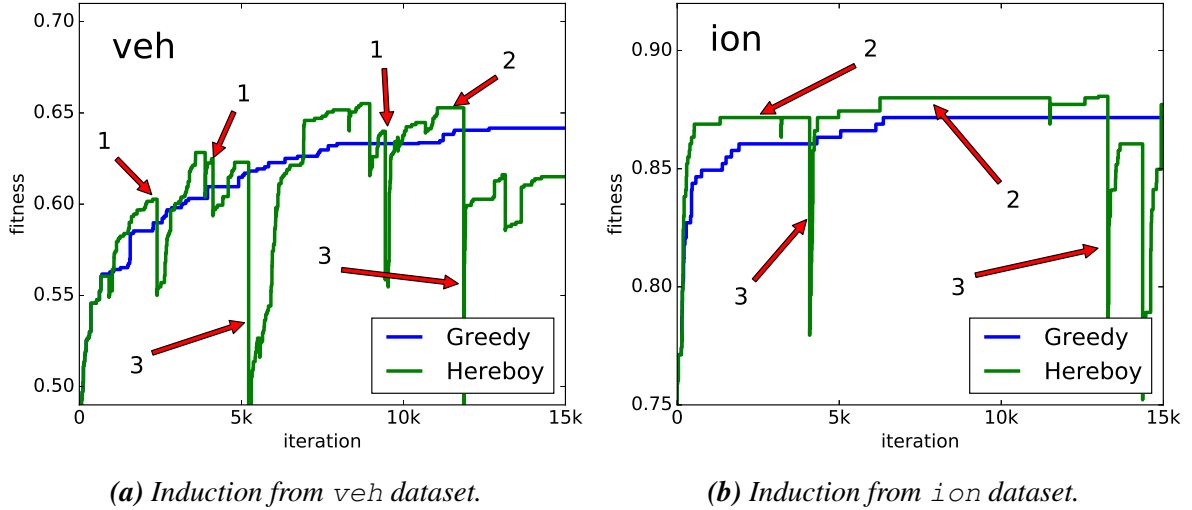 0.70
0.65
0.60
0.55
0.50
fitness
veh
1
1
1
2
3
3
Greedy
Hereboy
0
5k
10k
15k
iteration
(a) Induction from veh dataset.
0.90
0.85
0.80
0.75
fitness
ion
2
2
3
3
Greedy
Hereboy
0
5k
10k
15k
iteration
(b) Induction from ion dataset.